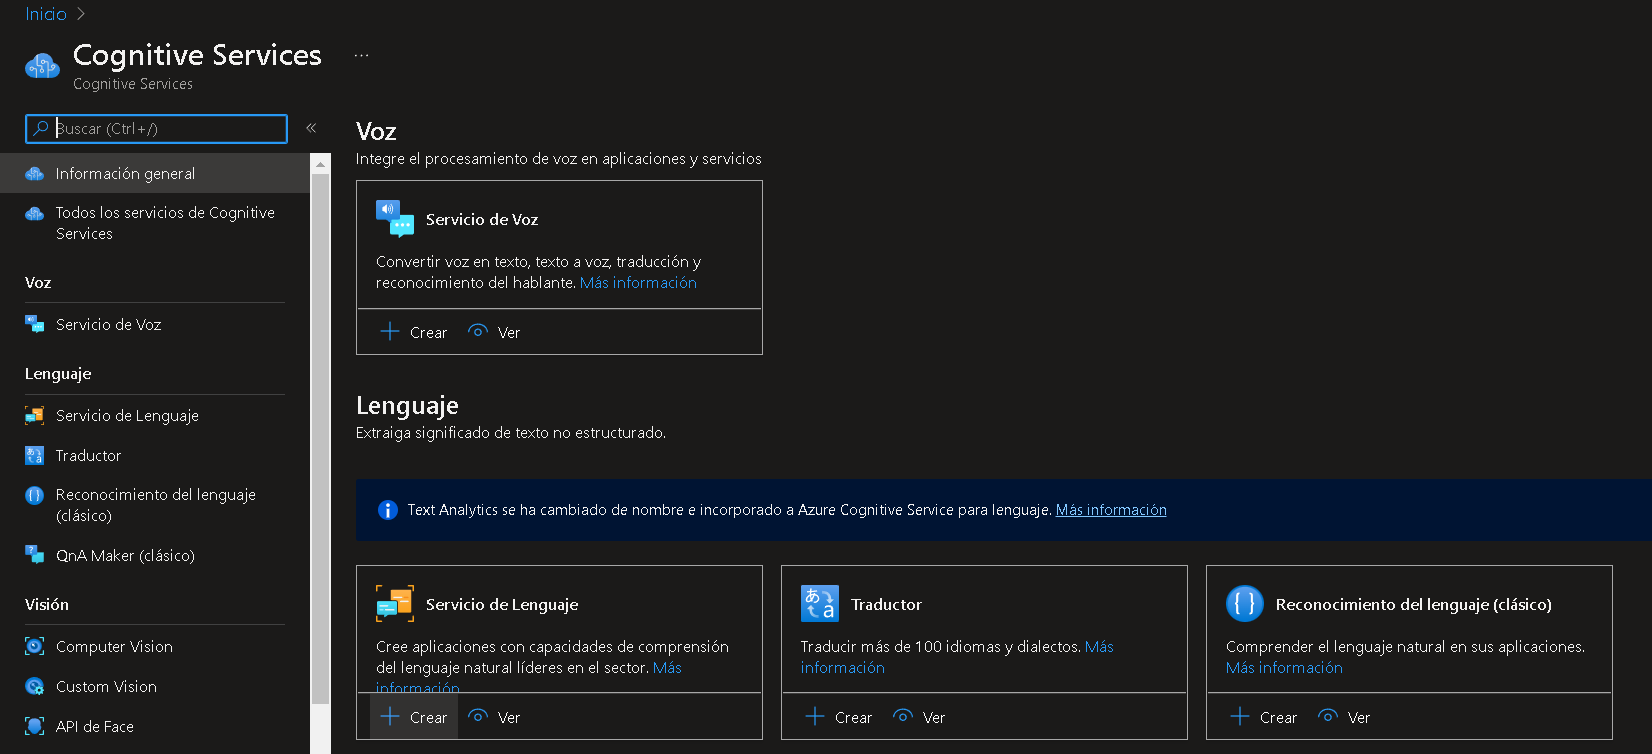 Inicio
Cognitive Services
...
Cognitive Services
Buscar (Ctrl+/)
«
Información general
Todos los servicios de Cognitive
Services
Voz
Servicio de Voz
Lenguaje
Servicio de Lenguaje
Traductor
Reconocimiento del lenguaje
(clásico)
QnA Maker (clásico)
Visión
Computer Vision
Custom Vision
API de Face
Voz
Integre el procesamiento de voz en aplicaciones y servicios
Servicio de Voz
Convertir voz en texto, texto a voz, traducción y
reconocimiento del hablante. Más información
Crear Ver
Lenguaje
Extraiga significado de texto no estructurado.
Text Analytics se ha cambiado de nombre e incorporado a Azure Cognitive Service para lenguaje. Más información
Servicio de Lenguaje
Cree aplicaciones con capacidades de comprensión
del lenguaje natural líderes en el sector. Más
información
Crear Ver
Traductor
Traducir más de 100 idiomas y dialectos. Más
información
Crear Ver
Reconocimiento del lenguaje (clásico)
Comprender el lenguaje natural en sus aplicaciones.
Más información
Crear Ver